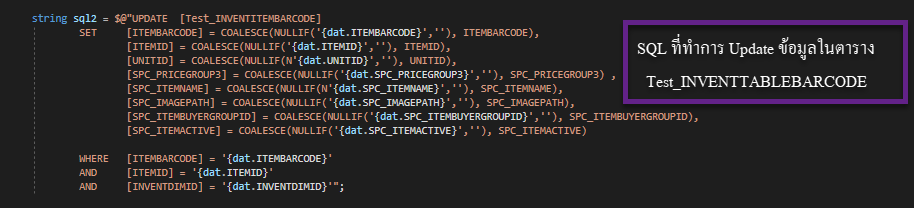 string sql2 = $@"UPDATE [Test_INVENTITEMBARCODE]
SET [ITEMBARCODE] = COALESCE(NULLIF('{dat.ITEMBARCODE}',''), ITEMBARCODE),
[ITEMID] = COALESCE(NULLIF('{dat.ITEMID}',''), ITEMID),
[UNITID] = COALESCE(NULLIF(N'{dat.UNITID}',''), UNITID),
[SPC_PRICEGROUP3] = COALESCE(NULLIF('{dat.SPC_PRICEGROUP3}',''), SPC_PRICEGROUP3) ,
[SPC_ITEMNAME] = COALESCE(NULLIF(N'{dat.SPC_ITEMNAME}',''), SPC_ITEMNAME),
[SPC_IMAGEPATH] = COALESCE(NULLIF('{dat.SPC_IMAGEPATH}',''), SPC_IMAGEPATH),
[SPC_ITEMBUYERGROUPID] = COALESCE(NULLIF('{dat.SPC_ITEMBUYERGROUPID}',''), SPC_ITEMBUYERGROUPID),
[SPC_ITEMACTIVE] = COALESCE(NULLIF('{dat.SPC_ITEMACTIVE}',''), SPC_ITEMACTIVE)
WHERE [ITEMBARCODE] = '{dat.ITEMBARCODE}'
AND [ITEMID] = '{dat.ITEMID}'
AND [INVENTDIMID] = '{dat.INVENTDIMID}'";
SQL ที่ทำการ Update ข้อมูลในตาราง
Test_INVENTTABLEBARCODE